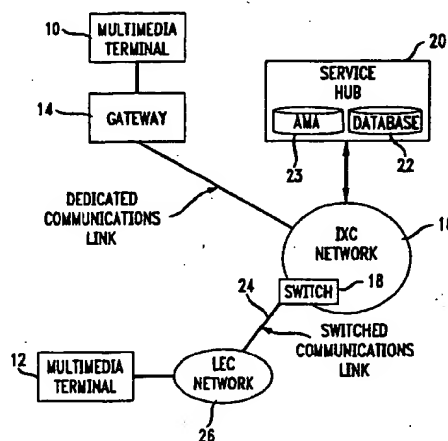 10
MULTIMEDIA
TERMINAL
14
GATEWAY
20
SERVICE
HUB
AMA
DATABASE
23
22
DEDICATED
COMMUNICATIONS
LINK
IXC
NETWORK
SWITCH
18
24
SWITCHED
COMMUNICATIONS
LINK
12
MULTIMEDIA
TERMINAL
LEC
NETWORK
26